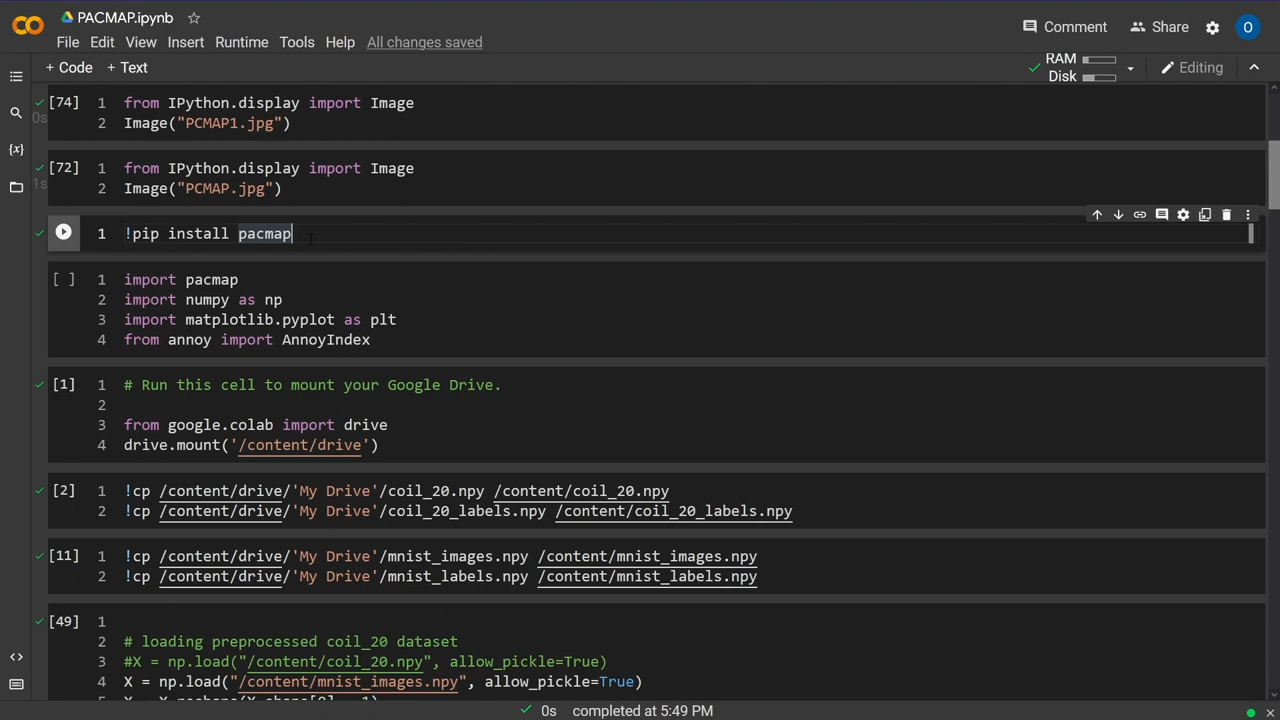 PACMAP.ipynb
Comment
Share
O
File Edit View Insert Runtime Tools Help All changes saved
+ Code + Text
RAM
Disk
Editing
[74] 1 from IPython.display import Image
0s
2 Image("PCMAP1.jpg")
[72] 1 from IPython.display import Image
1s
2 Image("PCMAP.jpg")
1 !pip install pacmap
[ ] 1 import pacmap
2 import numpy as np
3 import matplotlib.pyplot as plt
4 from annoy import AnnoyIndex
[1] 1 # Run this cell to mount your Google Drive.
2
3 from google.colab import drive
4 drive.mount('/content/drive')
[2] 1 !cp /content/drive/'My Drive'/coil_20.npy /content/coil_20.npy
2 !cp /content/drive/'My Drive'/coil_20_labels.npy /content/coil_20_labels.npy
[11] 1 !cp /content/drive/'My Drive'/mnist_images.npy /content/mnist_images.npy
2 !cp /content/drive/'My Drive'/mnist_labels.npy /content/mnist_labels.npy
[49] 1
2 # loading preprocessed coil_20 dataset
3 #X = np.load("/content/coil_20.npy", allow_pickle=True)
4 X = np.load("/content/mnist_images.npy", allow_pickle=True)
0s completed at 5:49 PM